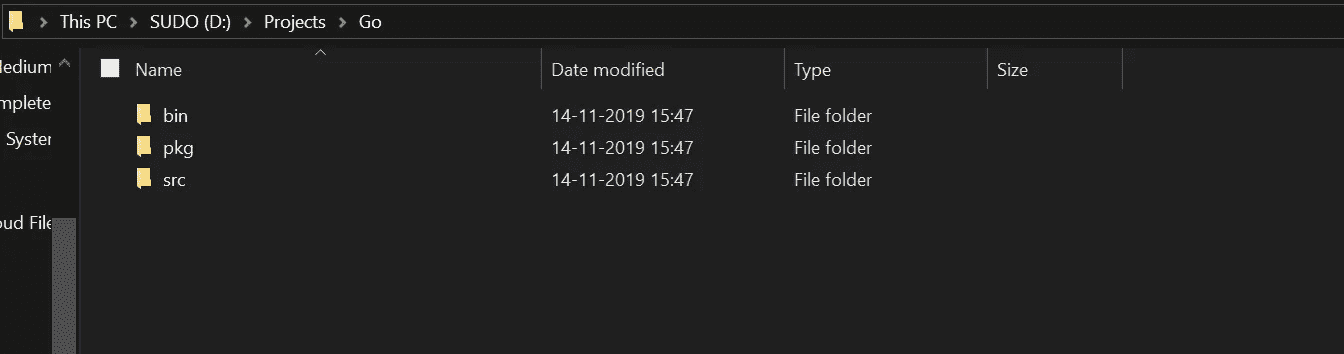 This PC > SUDO (D:) > Projects > Go
Name Date modified Type Size
bin 14-11-2019 15:47 File folder
pkg 14-11-2019 15:47 File folder
src 14-11-2019 15:47 File folder
edium
mplete
Syster
oud File